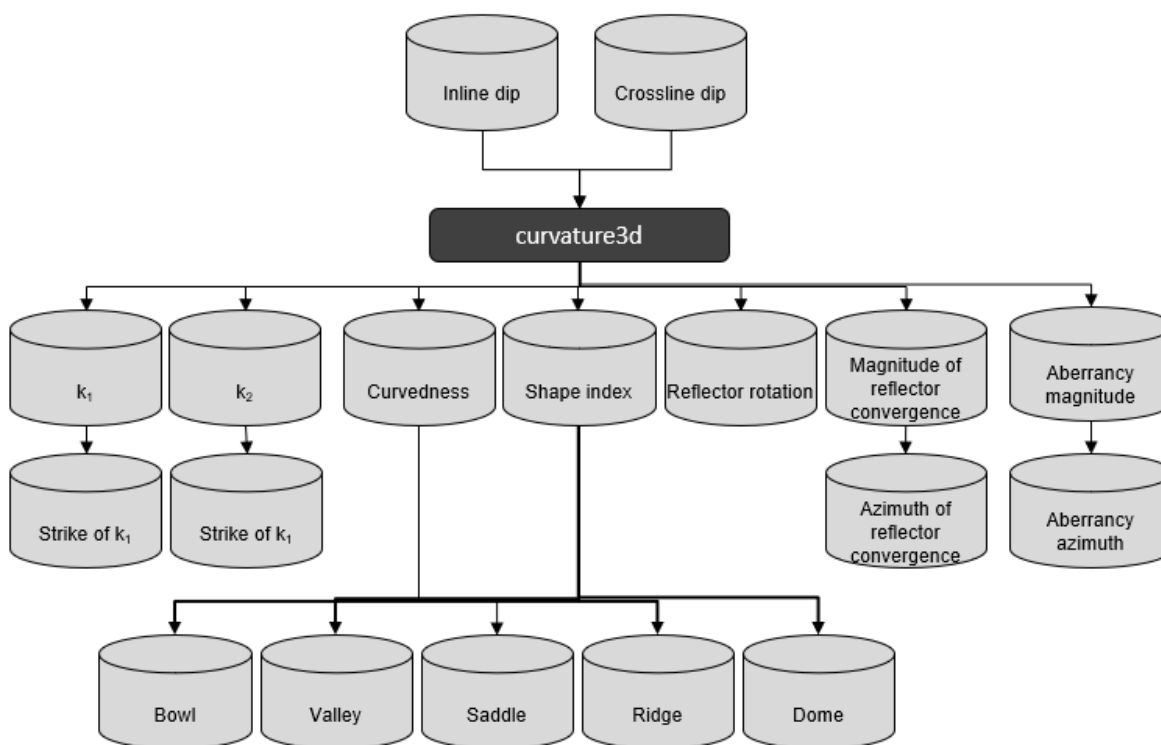 Inline dip
Crossline dip
curvature3d
k₁
k₂
Curvedness
Shape index
Reflector rotation
Magnitude of
reflector
convergence
Aberrancy
magnitude
Strike of k₁
Strike of k₁
Azimuth of
reflector
convergence
Aberrancy
azimuth
Bowl
Valley
Saddle
Ridge
Dome